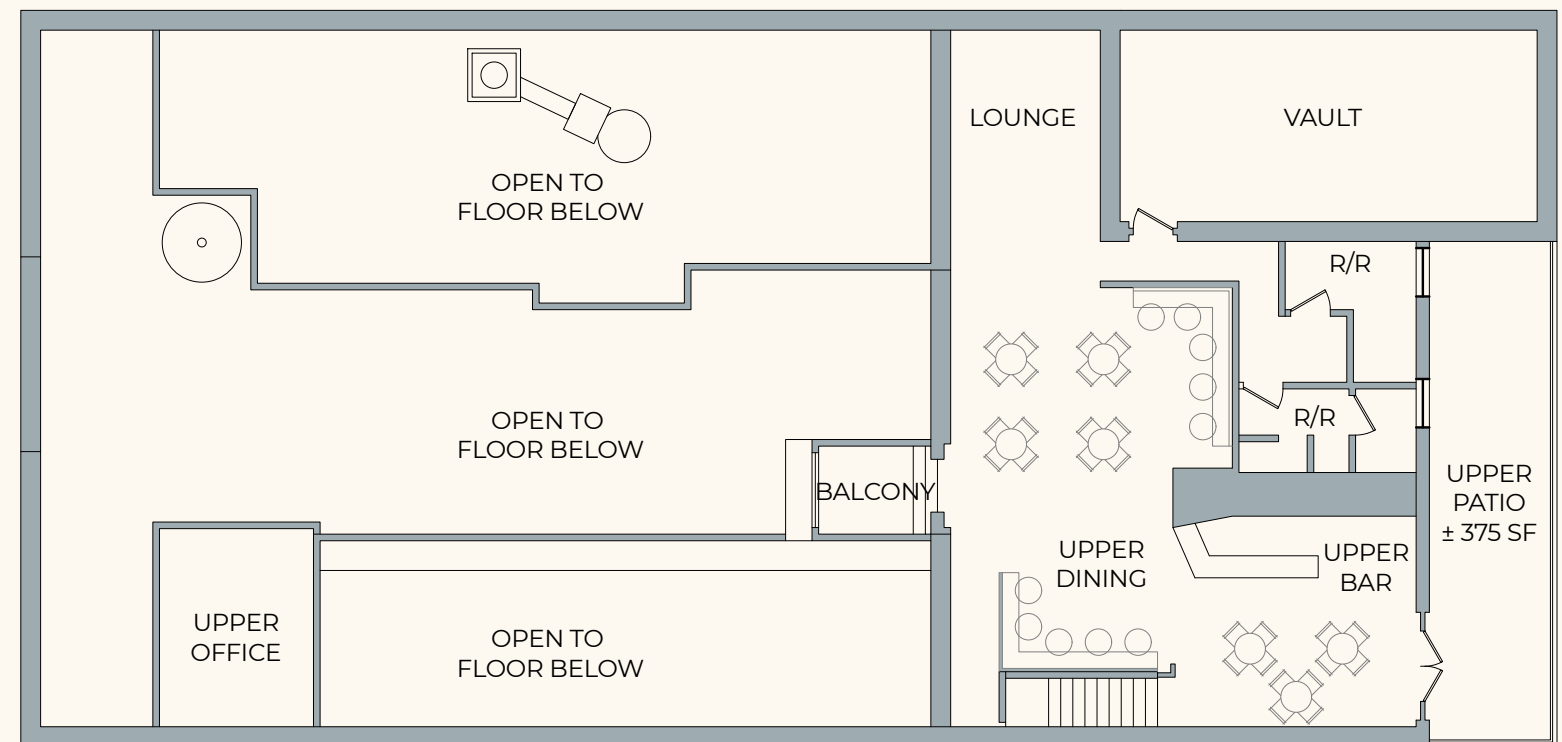 LOUNGE
VAULT
OPEN TO
FLOOR BELOW
R/R
OPEN TO
FLOOR BELOW
R/R
BALCONY
UPPER
PATIO
± 375 SF
UPPER
DINING
UPPER
BAR
UPPER
OFFICE
OPEN TO
FLOOR BELOW